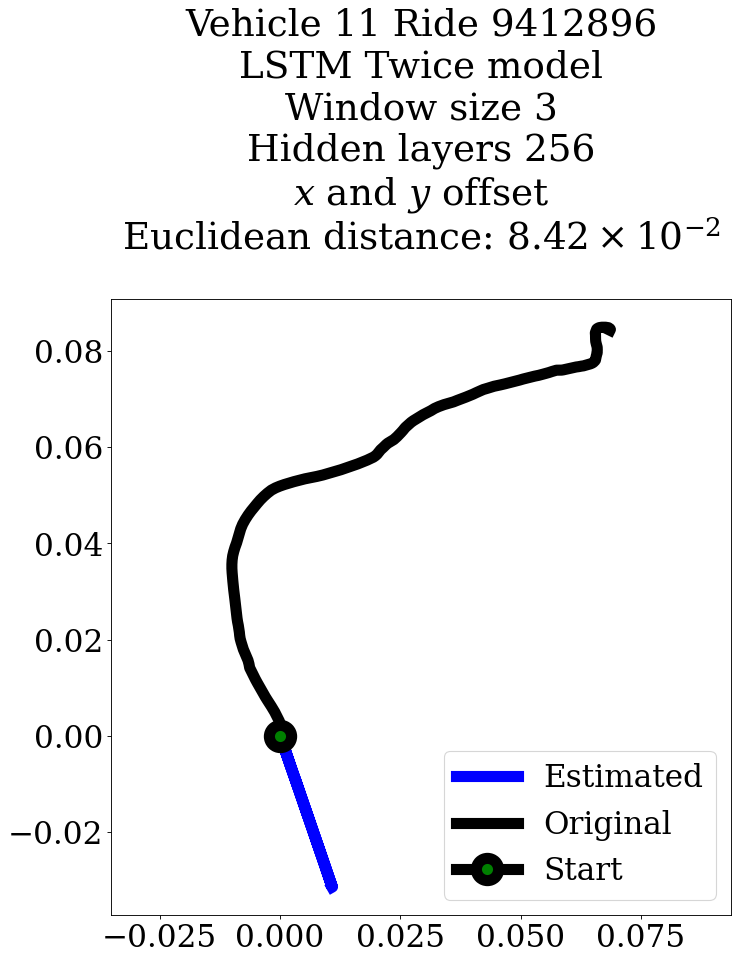 Vehicle 11 Ride 9412896
LSTM Twice model
Window size 3
Hidden layers 256
x and y offset
Euclidean distance: 8.42 × 10⁻²
0.08
0.06
0.04
0.02
0.00
−0.02
Estimated
Original
Start
−0.025 0.000 0.025 0.050 0.075